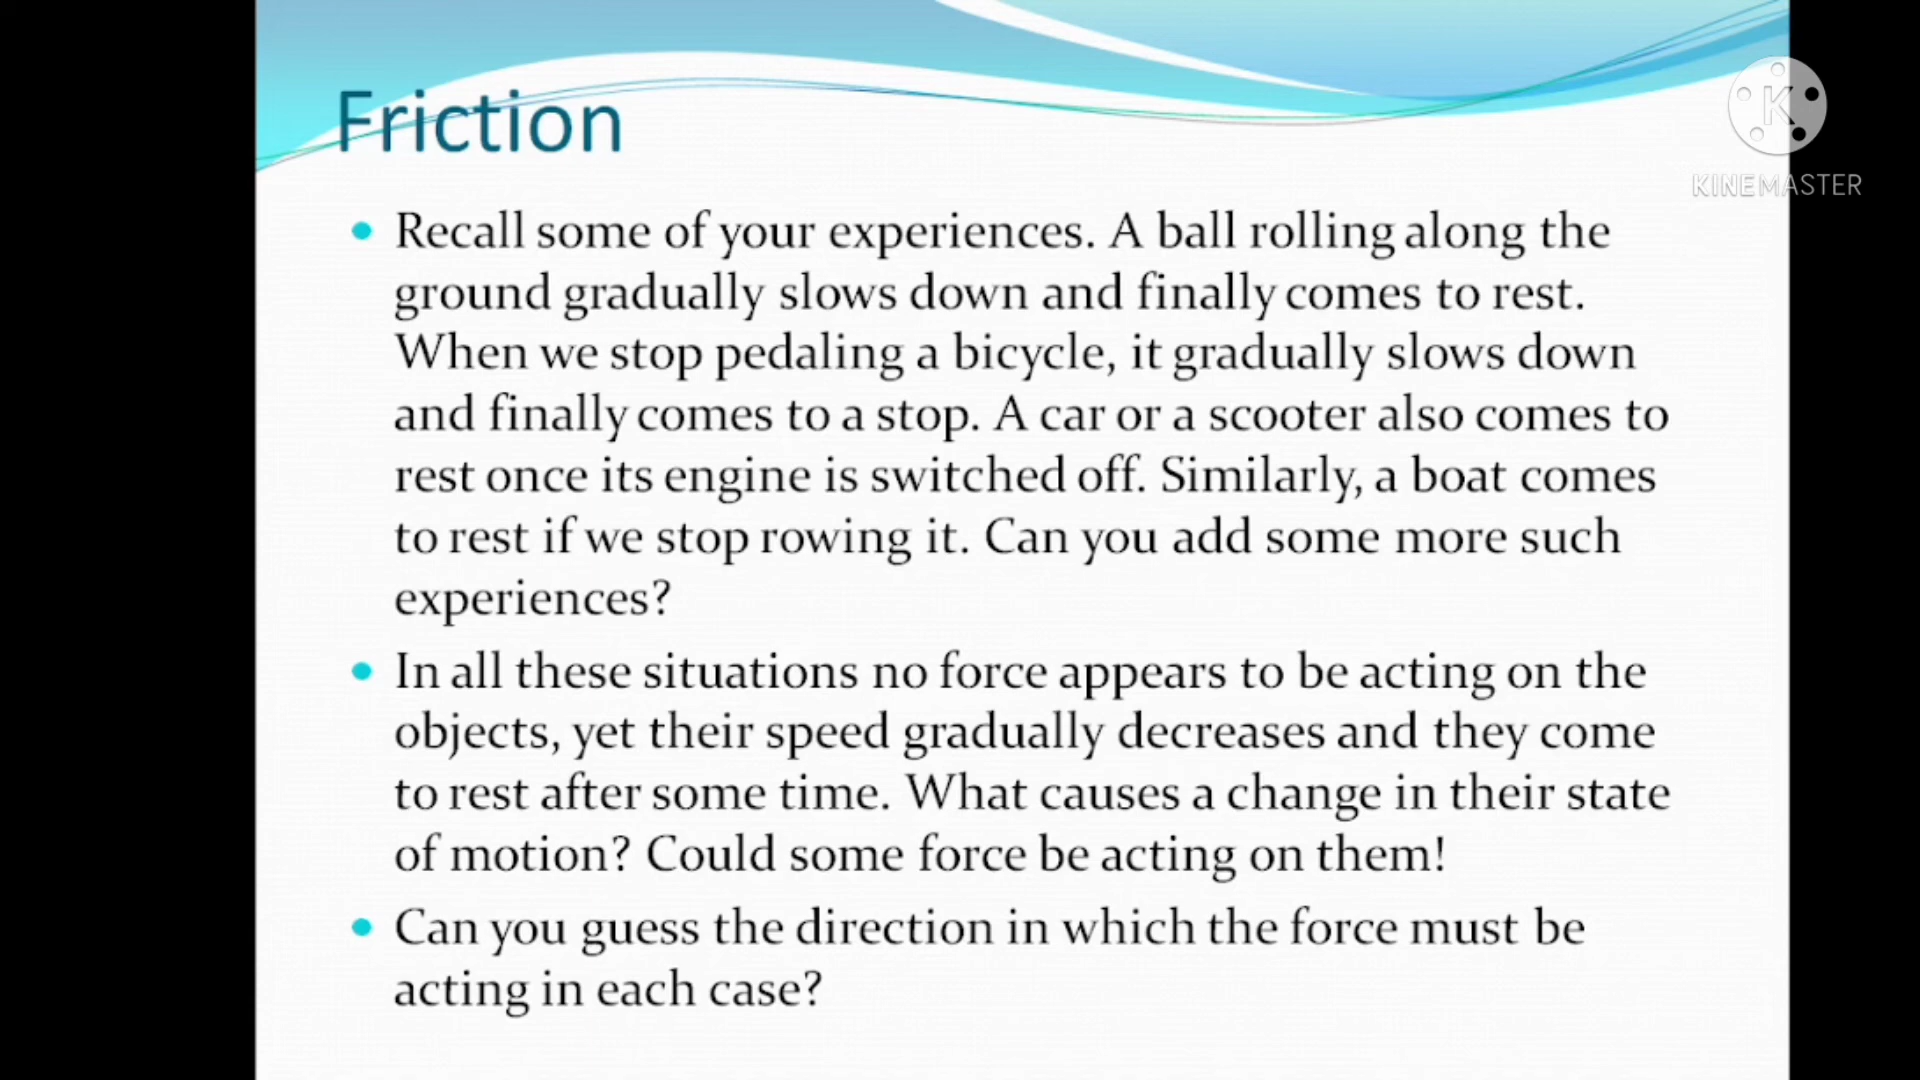 Friction
KINEMASTER
• Recall some of your experiences. A ball rolling along the
ground gradually slows down and finally comes to rest.
When we stop pedaling a bicycle, it gradually slows down
and finally comes to a stop. A car or a scooter also comes to
rest once its engine is switched off. Similarly, a boat comes
to rest if we stop rowing it. Can you add some more such
experiences?
• In all these situations no force appears to be acting on the
objects, yet their speed gradually decreases and they come
to rest after some time. What causes a change in their state
of motion? Could some force be acting on them!
• Can you guess the direction in which the force must be
acting in each case?